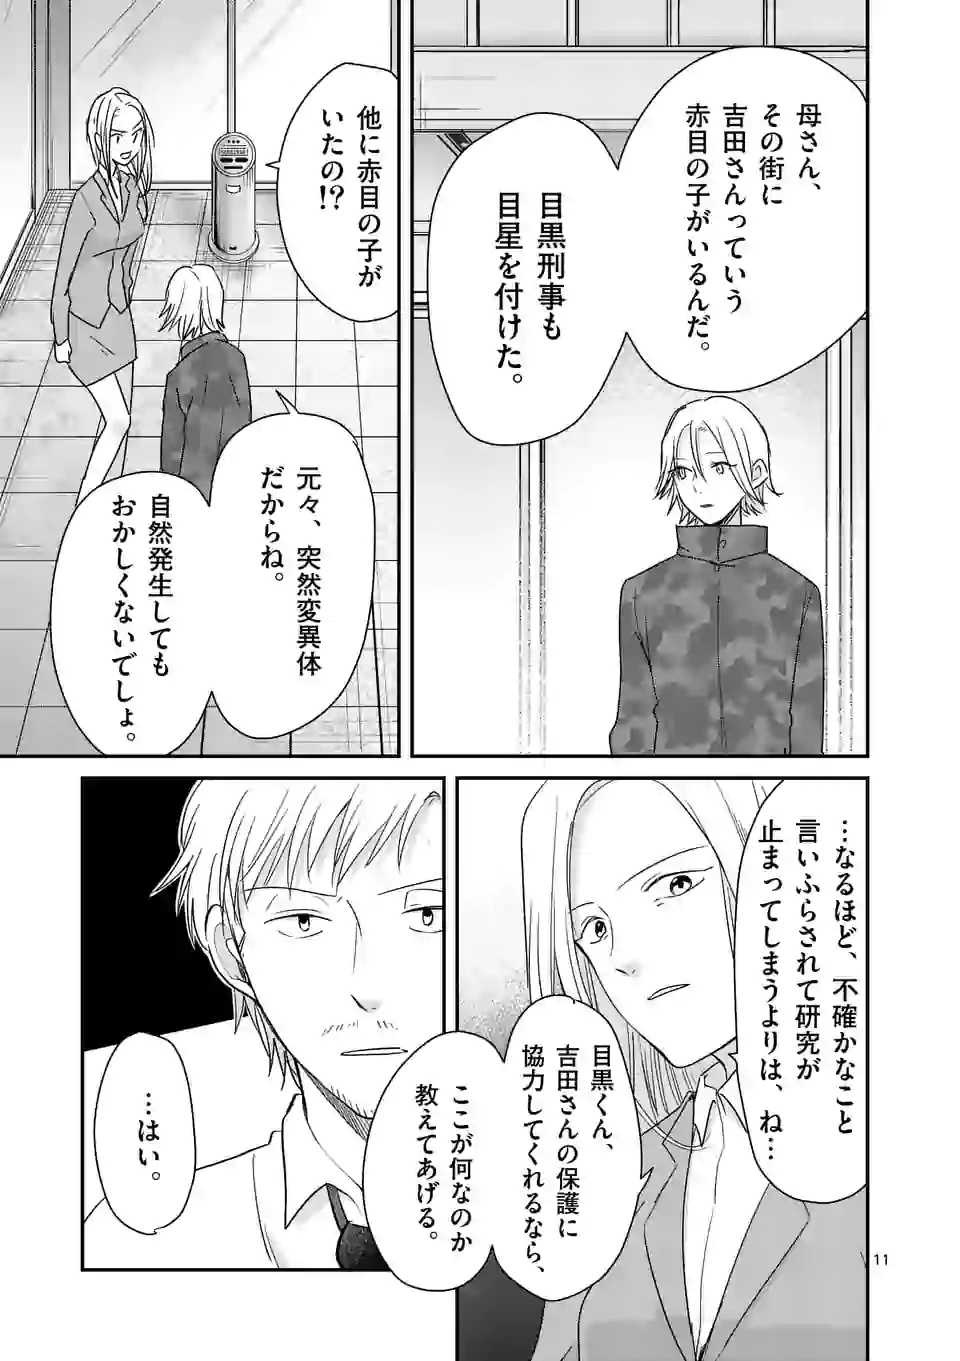 母さん、
その街に
吉田さんっていう
赤目の子がいるんだ。
目黒刑事も
目星を付けた。
他に赤目の子が
いたの!?
元々、突然変異体
だからね。
自然発生しても
おかしくないでしょ。
…なるほど、不確かなこと
言いふらされて研究が
止まってしまうよりは、ね…
目黒くん、
吉田さんの保護に
協力してくれるなら、
ここが何なのか
教えてあげる。
…はい。
11